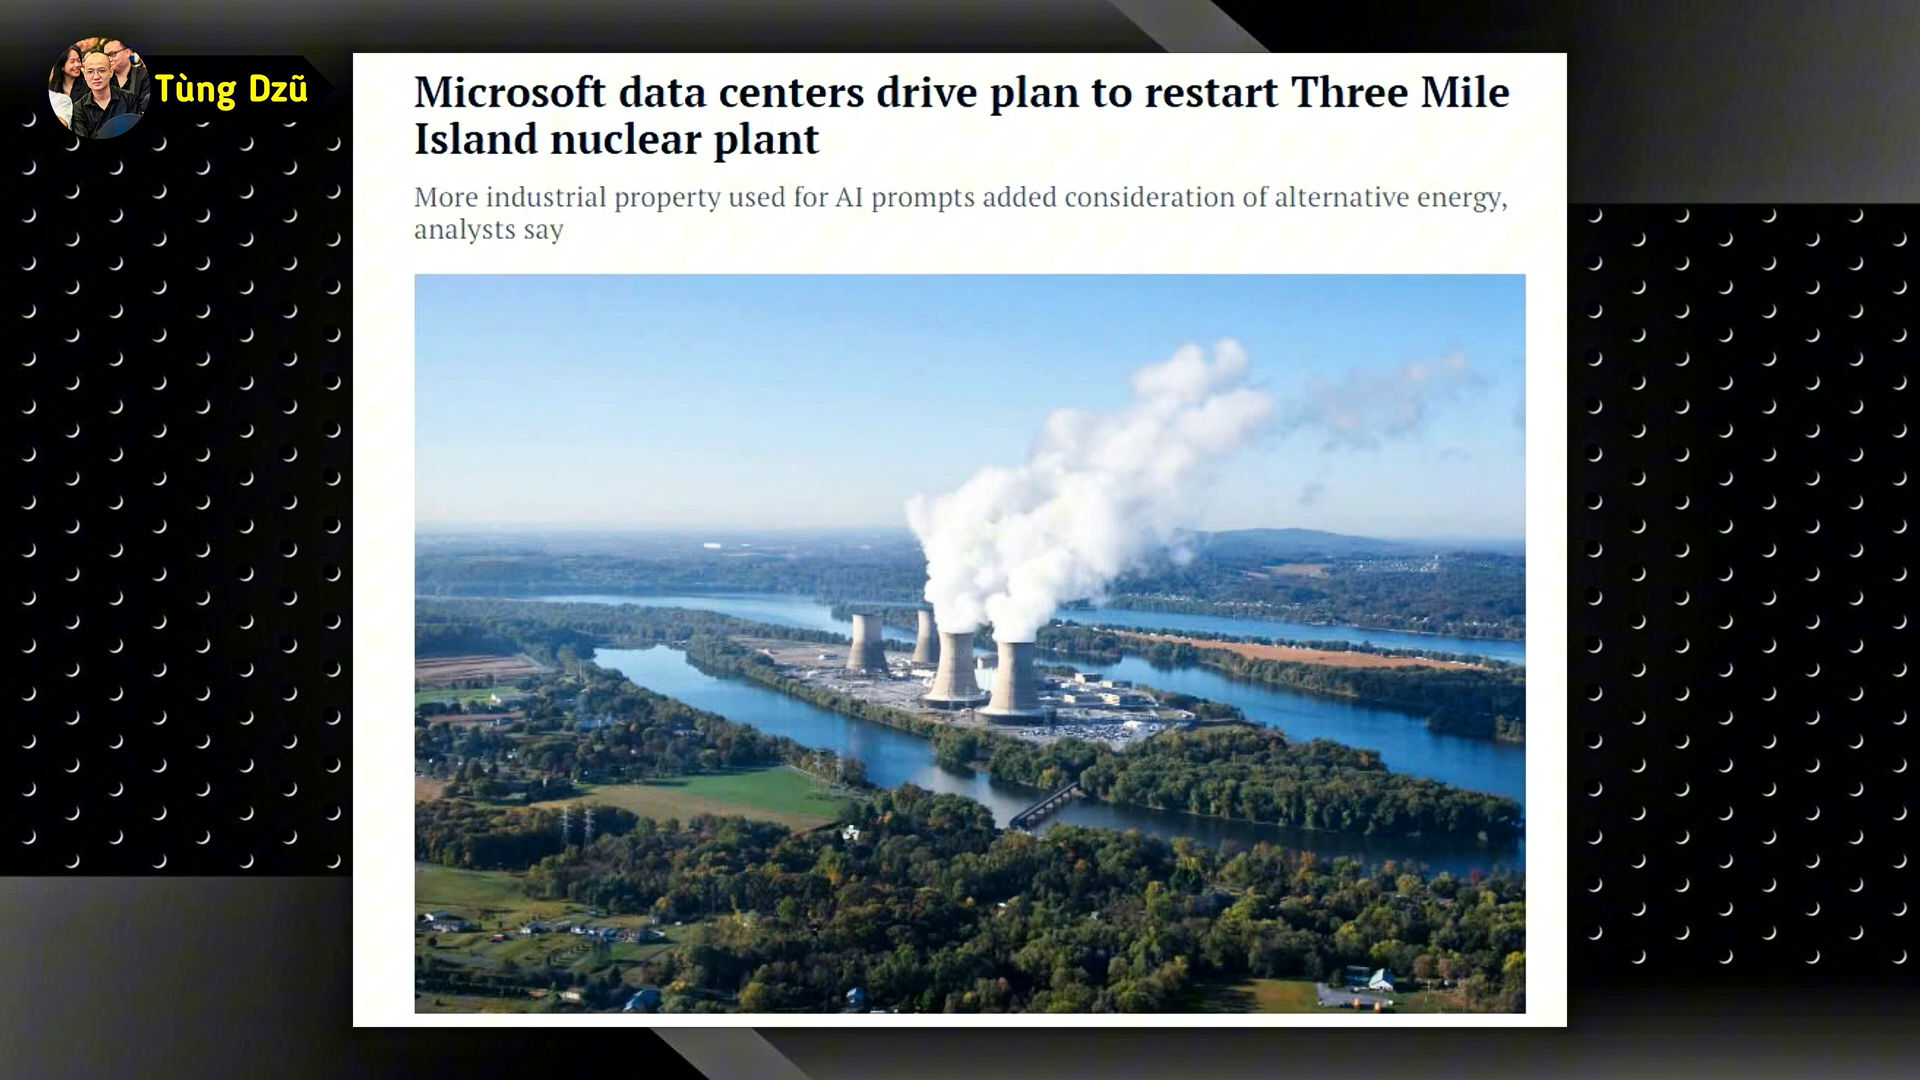 Tùng Dzũ
Microsoft data centers drive plan to restart Three Mile
Island nuclear plant
More industrial property used for AI prompts added consideration of alternative energy,
analysts say